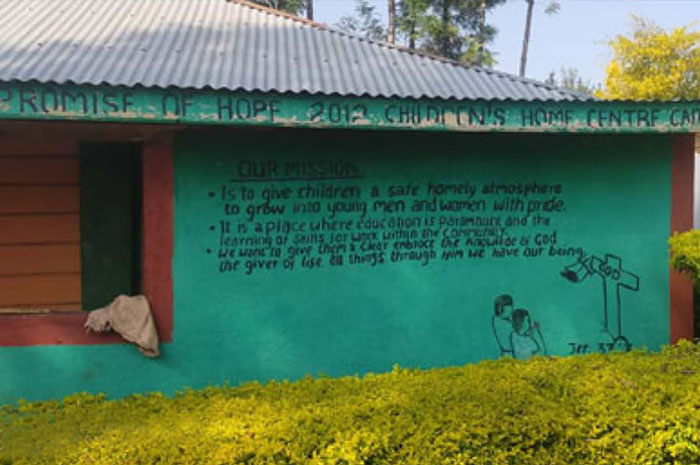 PROMISE OF HOPE 2012 CHILDREN'S HOME CENTRE
OUR MISSION
• Is to give children a safe homely atmosphere
to grow into young men and women with pride.
• It is a place where education is Paramount and the
learning of skills for work within the community.
• we want to give them a clear embrace the knowledge of God
the giver of life. all things through HIM we have our being